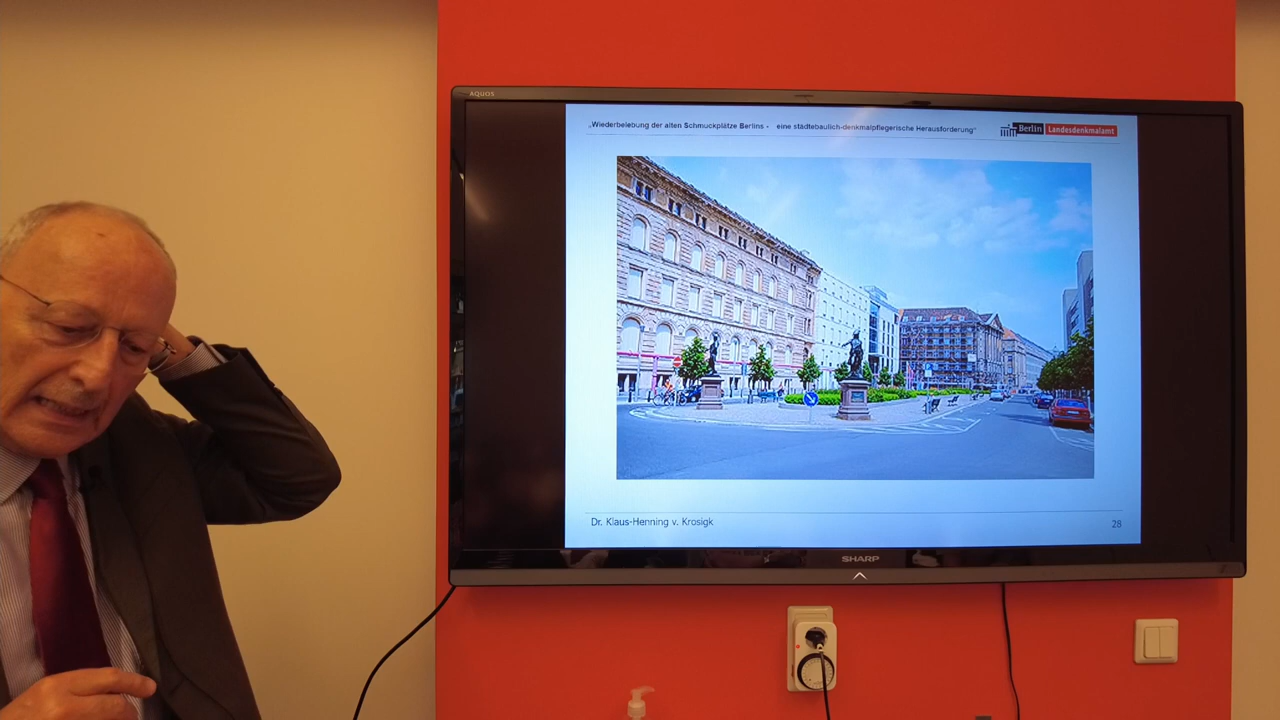 AQUOS
„Wiederbelebung der alten Schmuckplätze Berlins - eine städtebaulich-denkmalpflegerische Herausforderung“
Berlin Landesdenkmalamt
Dr. Klaus-Henning v. Krosigk
28
SHARP